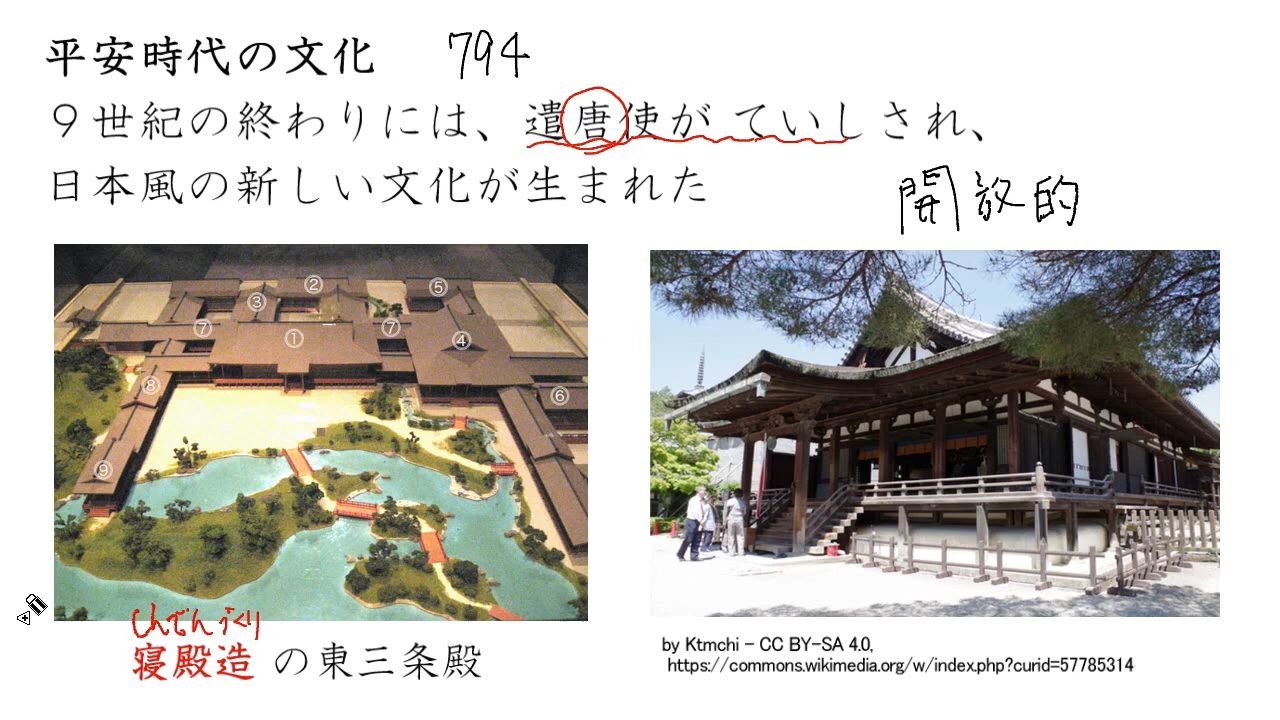 平安時代の文化 794
９世紀の終わりには、遣唐使が ていしされ、
日本風の新しい文化が生まれた
開放的
② ⑤
③
⑦ ① ⑦ ④
⑧ ⑥
⑨
しんでんづくり
寝殿造 の東三条殿
by Ktmchi – CC BY-SA 4.0,
https://commons.wikimedia.org/w/index.php?curid=57785314